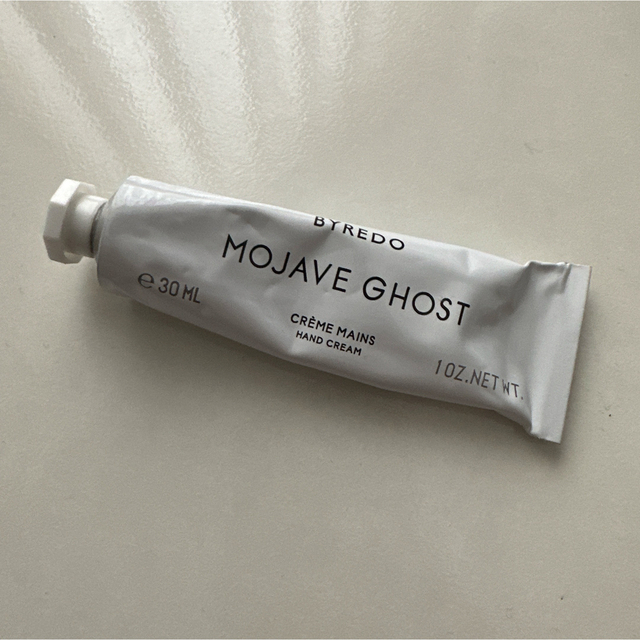 BYREDO
MOJAVE GHOST
℮ 30 ML
CRÈME MAINS
HAND CREAM
1 OZ.NET WT.